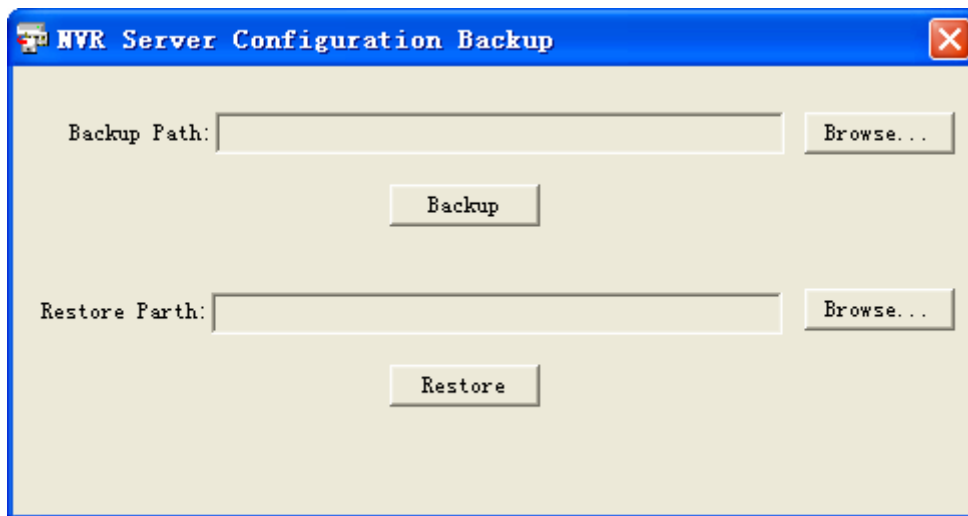 NVR Server Configuration Backup
Backup Path: Browse...
Backup
Restore Parth: Browse...
Restore